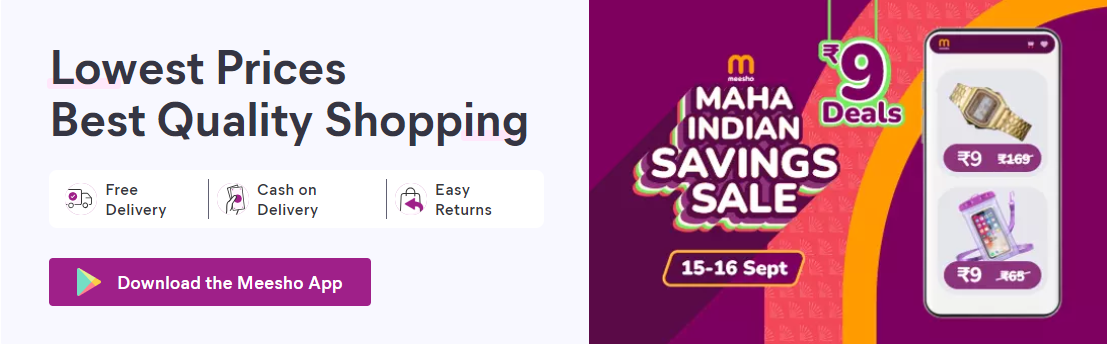 Lowest Prices
Best Quality Shopping
Free
Delivery
Cash on
Delivery
Easy
Returns
Download the Meesho App
meesho
MAHA
INDIAN
SAVINGS
SALE
15-16 Sept
₹9
Deals
₹9 ₹169
₹9 ₹65